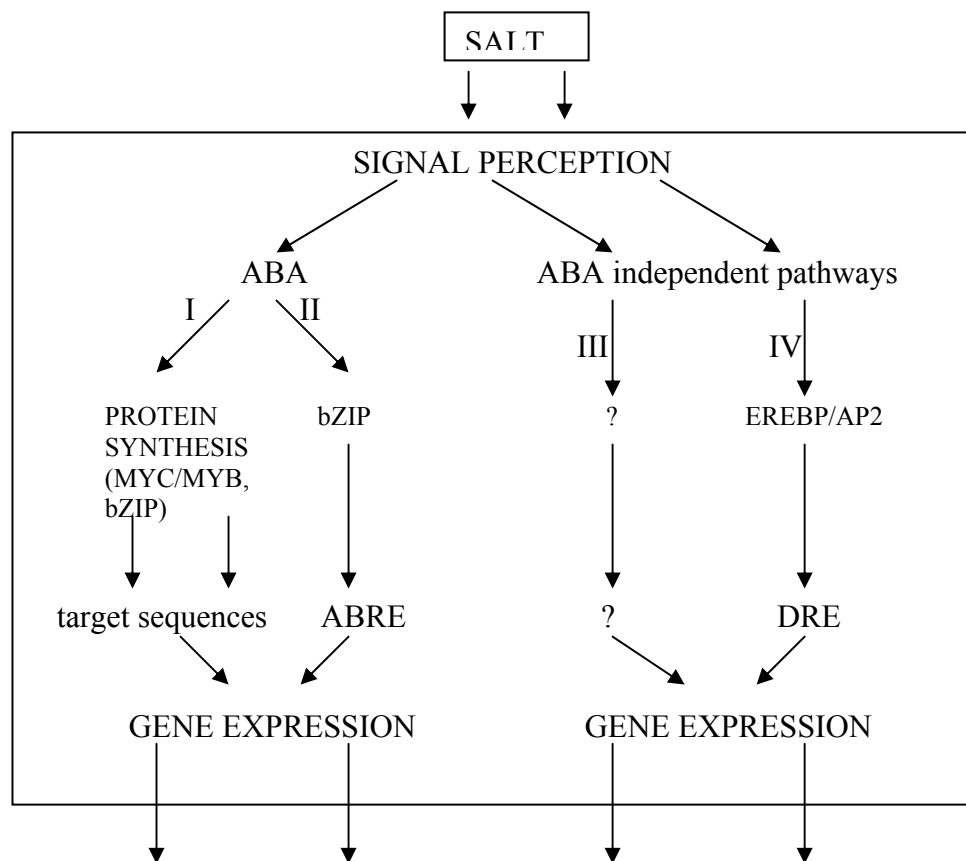 SALT
SIGNAL PERCEPTION
ABA
ABA independent pathways
I
II
III
IV
PROTEIN
SYNTHESIS
(MYC/MYB,
bZIP)
bZIP
?
EREBP/AP2
target sequences
ABRE
?
DRE
GENE EXPRESSION
GENE EXPRESSION